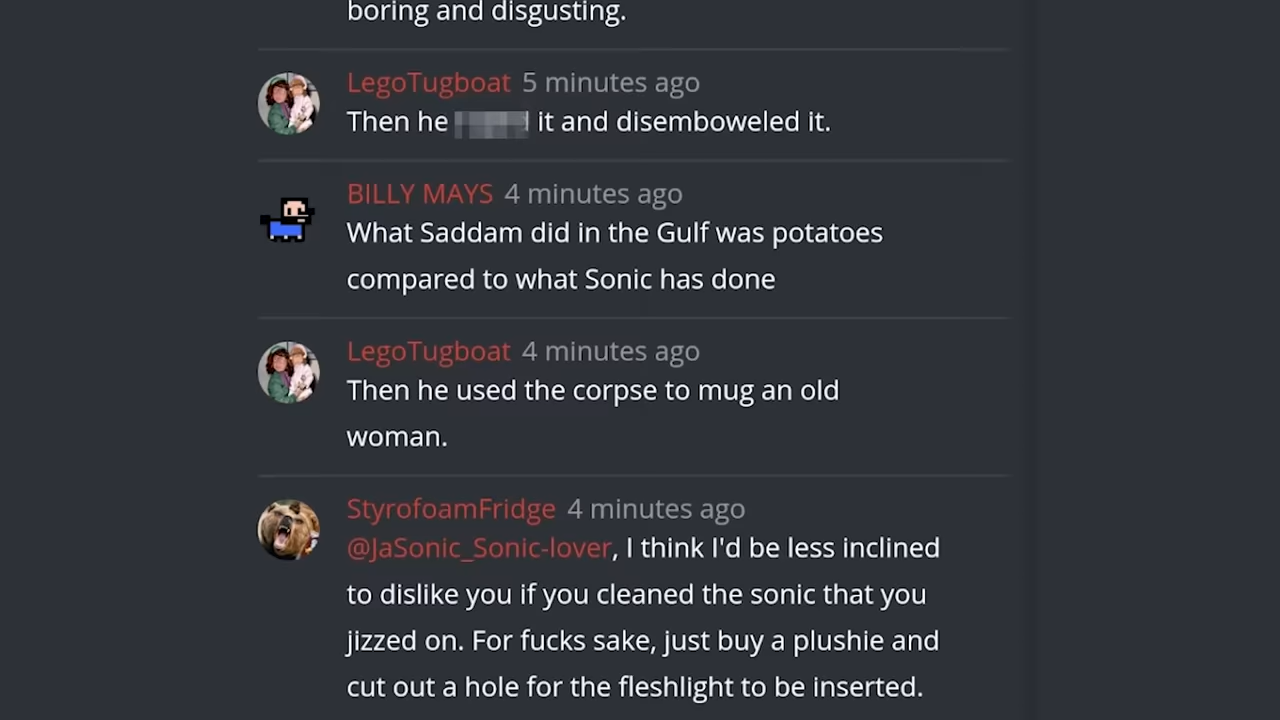 boring and disgusting.
LegoTugboat 5 minutes ago
Then he it and disemboweled it.
BILLY MAYS 4 minutes ago
What Saddam did in the Gulf was potatoes
compared to what Sonic has done
LegoTugboat 4 minutes ago
Then he used the corpse to mug an old
woman.
StyrofoamFridge 4 minutes ago
@JaSonic_Sonic-lover, I think I'd be less inclined
to dislike you if you cleaned the sonic that you
jizzed on. For fucks sake, just buy a plushie and
cut out a hole for the fleshlight to be inserted.